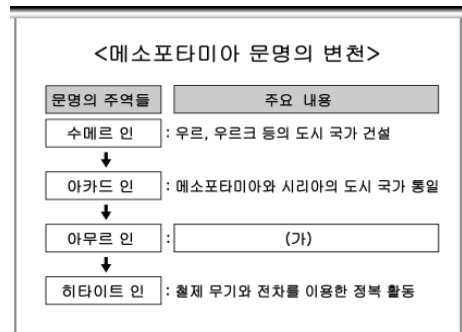 <메소포타미아 문명의 변천>
문명의 주역들 주요 내용
수메르 인 : 우르, 우르크 등의 도시 국가 건설
아카드 인 : 메소포타미아와 시리아의 도시 국가 통일
아무르 인 : (가)
히타이트 인 : 철제 무기와 전차를 이용한 정복 활동